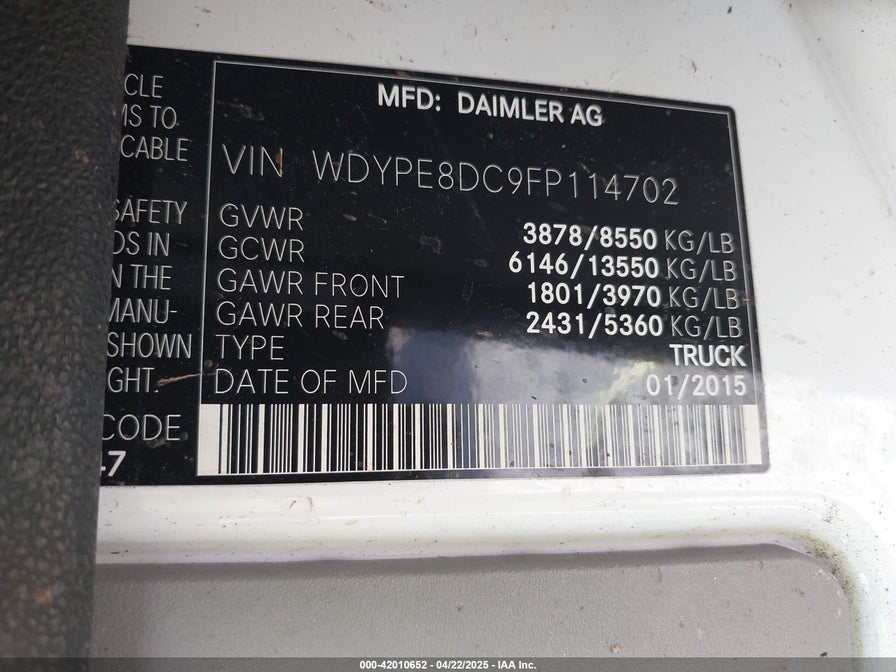 CLE
MS TO
CABLE
SAFETY
DS IN
N THE
MANU-
SHOWN
GHT.
CODE
47
MFD: DAIMLER AG
VIN WDYPE8DC9FP114702
GVWR 3878/8550 KG/LB
GCWR 6146/13550 KG/LB
GAWR FRONT 1801/3970 KG/LB
GAWR REAR 2431/5360 KG/LB
TYPE TRUCK
DATE OF MFD 01/2015
000-42010652 - 04/22/2025 - IAA Inc.